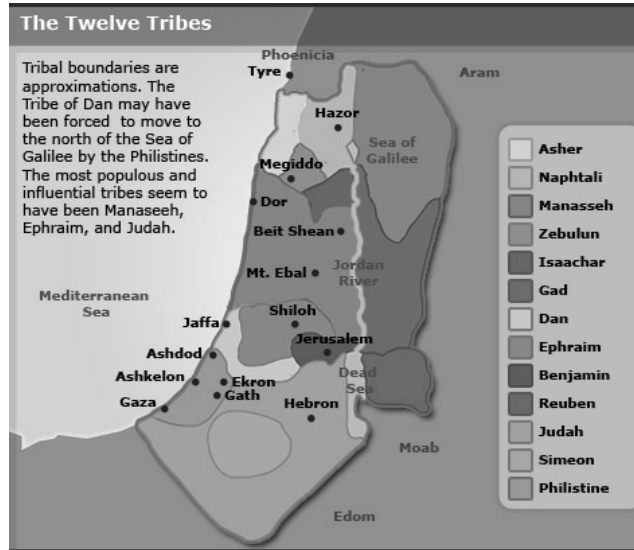 The Twelve Tribes
Tribal boundaries are
approximations. The
Tribe of Dan may have
been forced to move to
the north of the Sea of
Galilee by the Philistines.
The most populous and
influential tribes seem to
have been Manaseeh,
Ephraim, and Judah.
Phoenicia
Tyre
Aram
Hazor
Sea of
Galilee
Megiddo
Dor
Beit Shean
Mt. Ebal
Jordan
River
Mediterranean
Sea
Jaffa
Shiloh
Jerusalem
Ashdod
Dead
Sea
Ashkelon
Ekron
Gath
Gaza
Hebron
Moab
Edom
Asher
Naphtali
Manasseh
Zebulun
Isaachar
Gad
Dan
Ephraim
Benjamin
Reuben
Judah
Simeon
Philistine